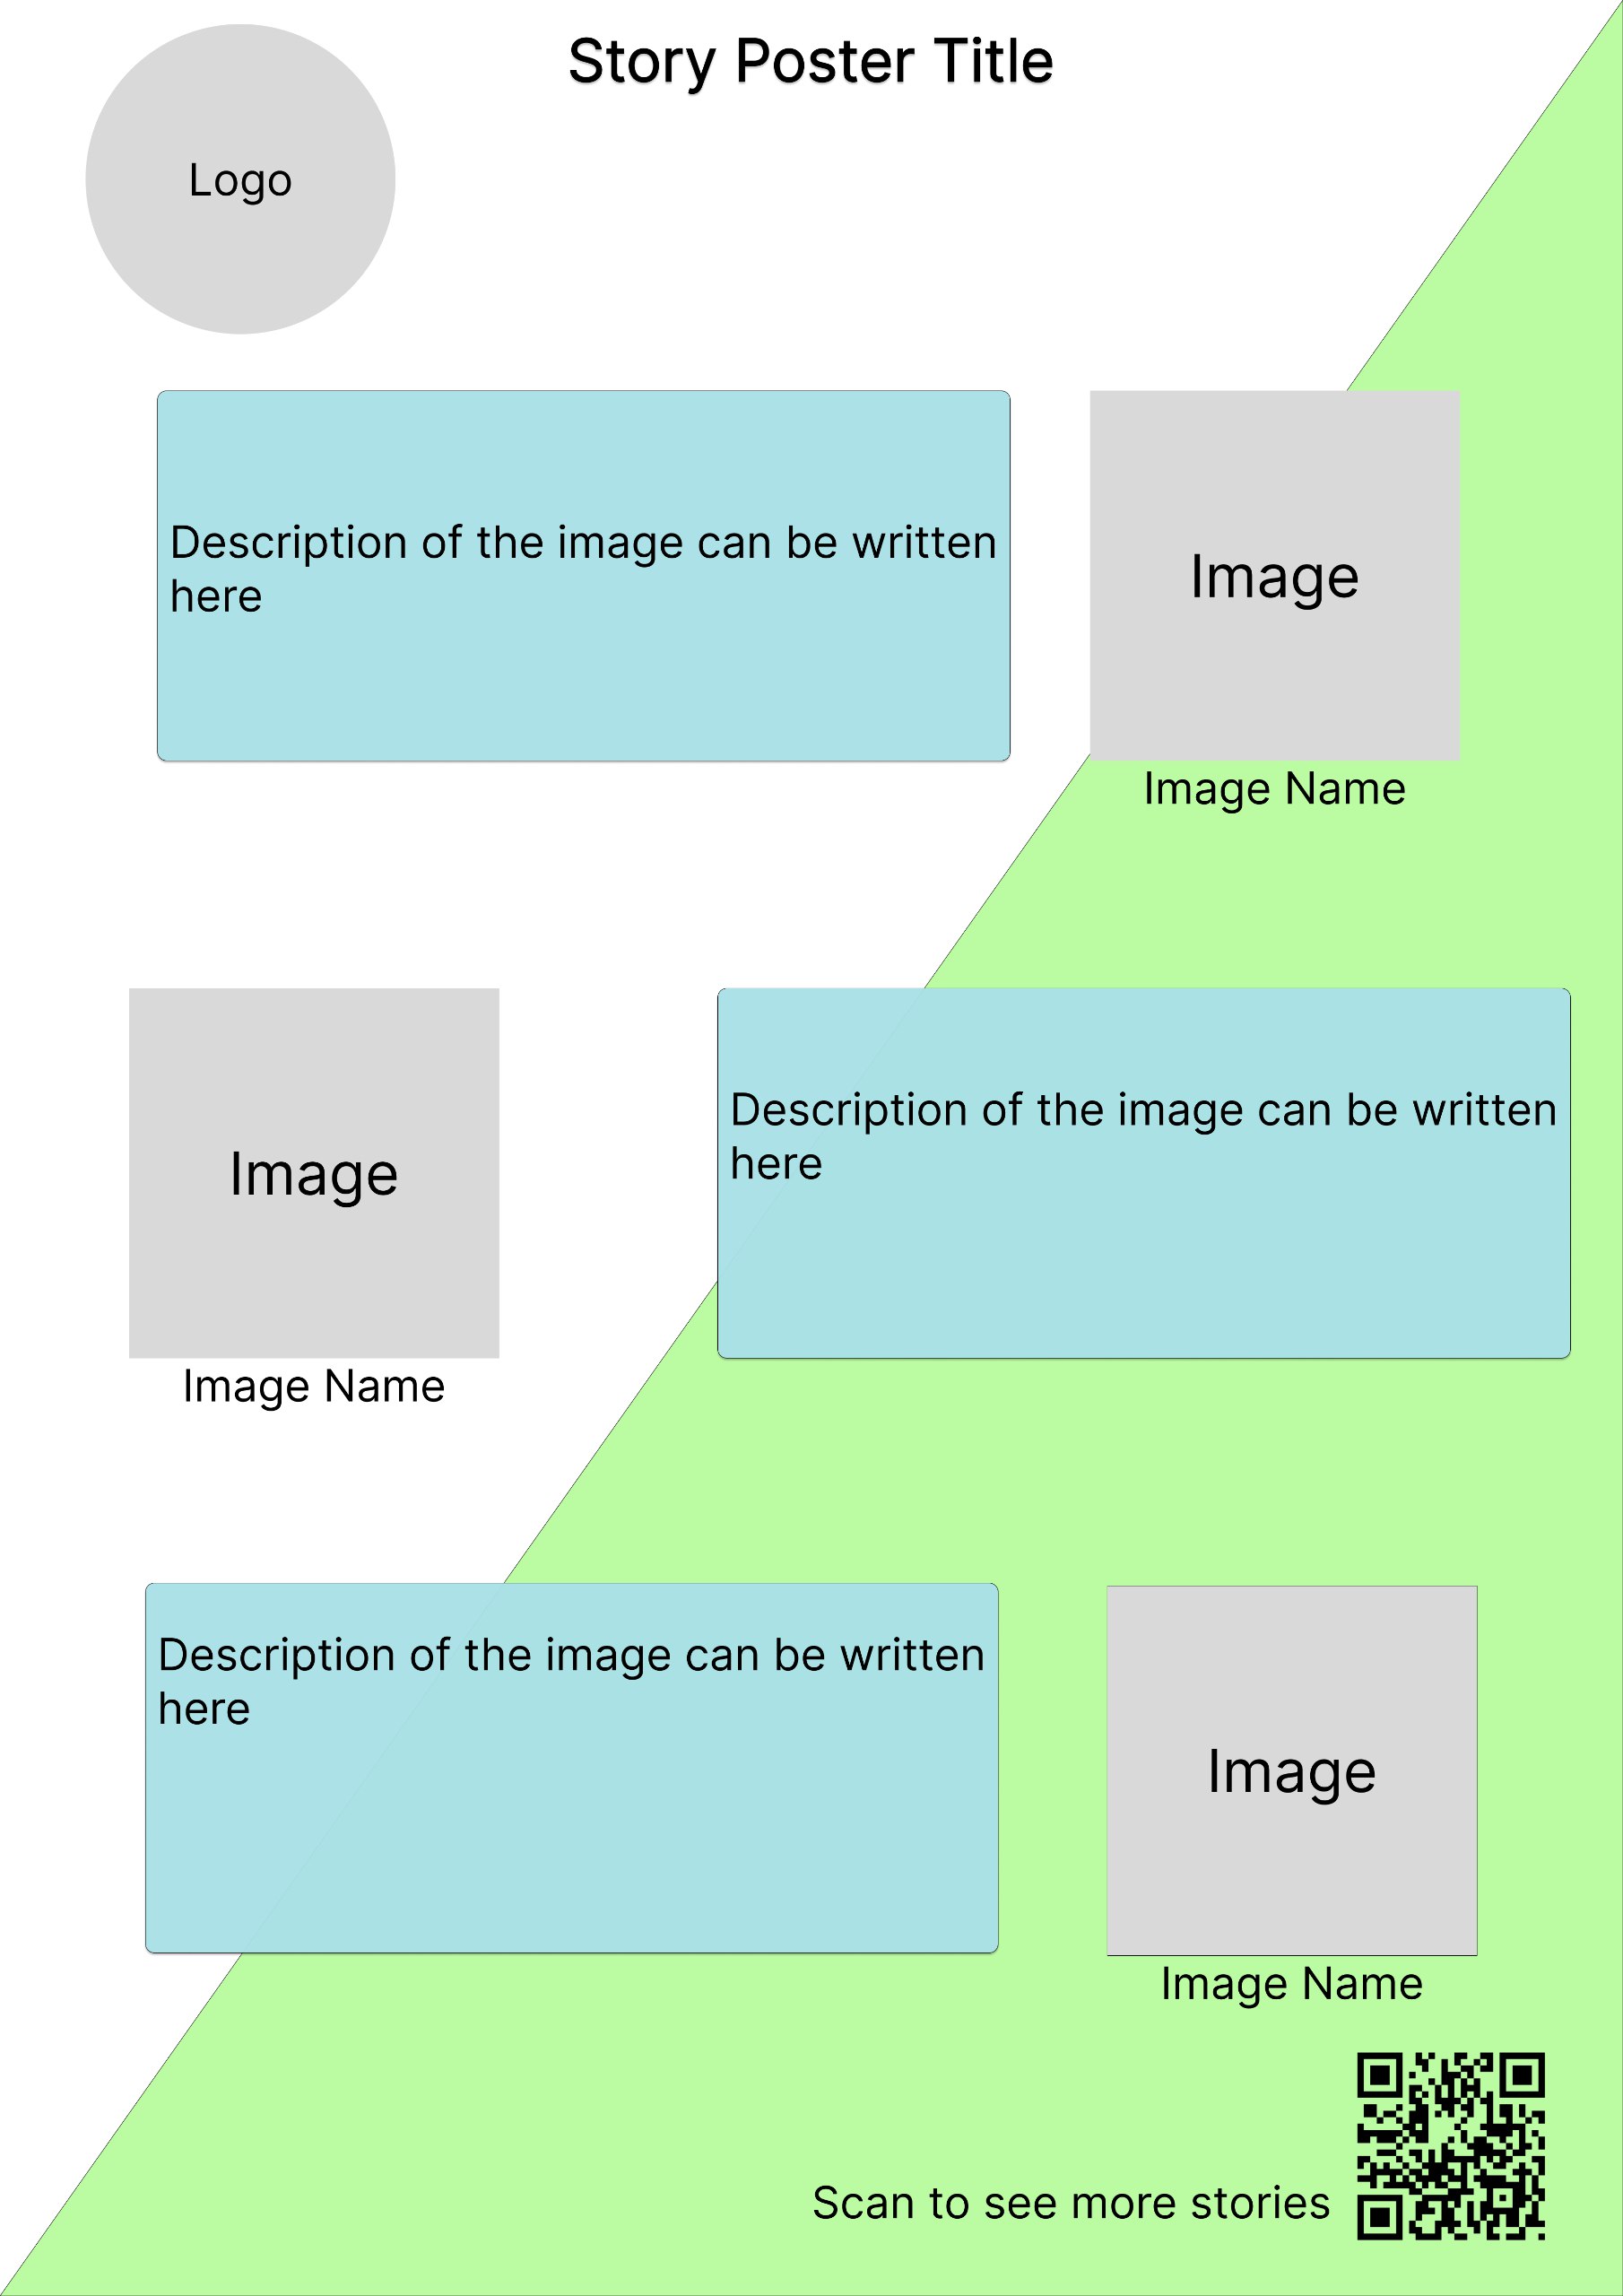 Story Poster Title
Logo
Description of the image can be written
here
Image
Image Name
Image
Image Name
Description of the image can be written
here
Description of the image can be written
here
Image
Image Name
Scan to see more stories